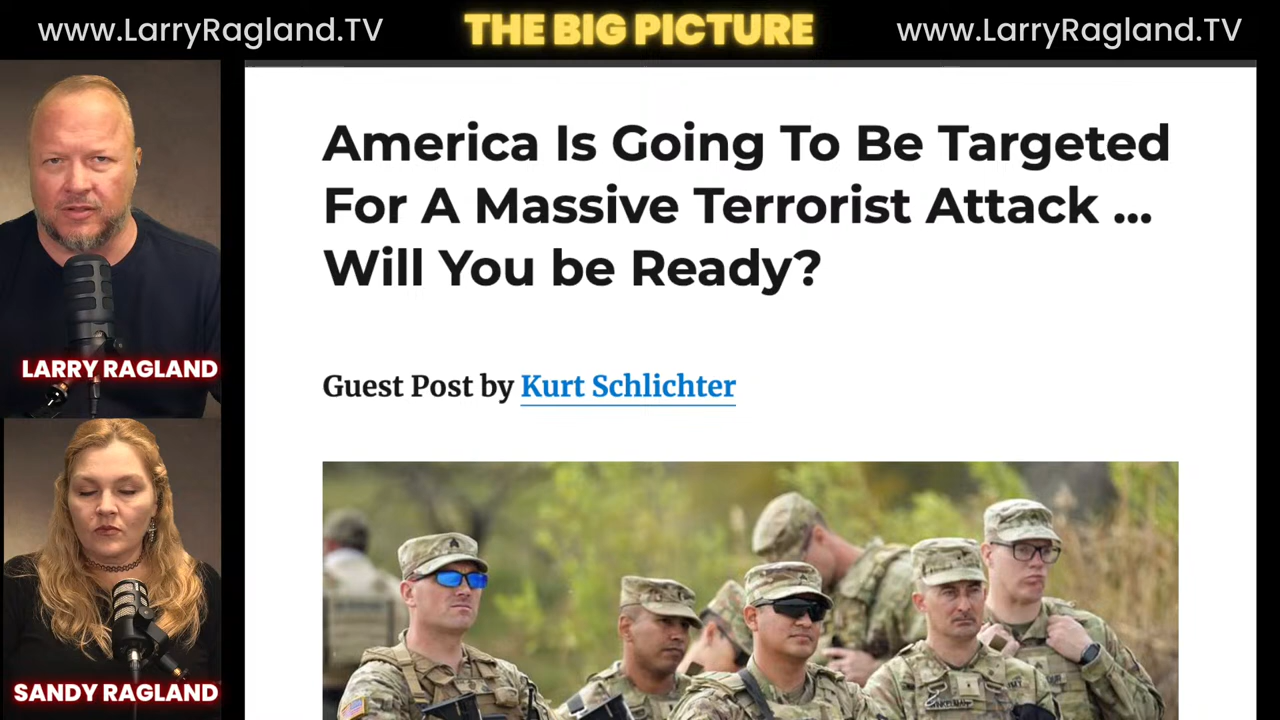 www.LarryRagland.TV
THE BIG PICTURE
www.LarryRagland.TV
America Is Going To Be Targeted
For A Massive Terrorist Attack ...
Will You be Ready?
Guest Post by Kurt Schlichter
LARRY RAGLAND
SANDY RAGLAND